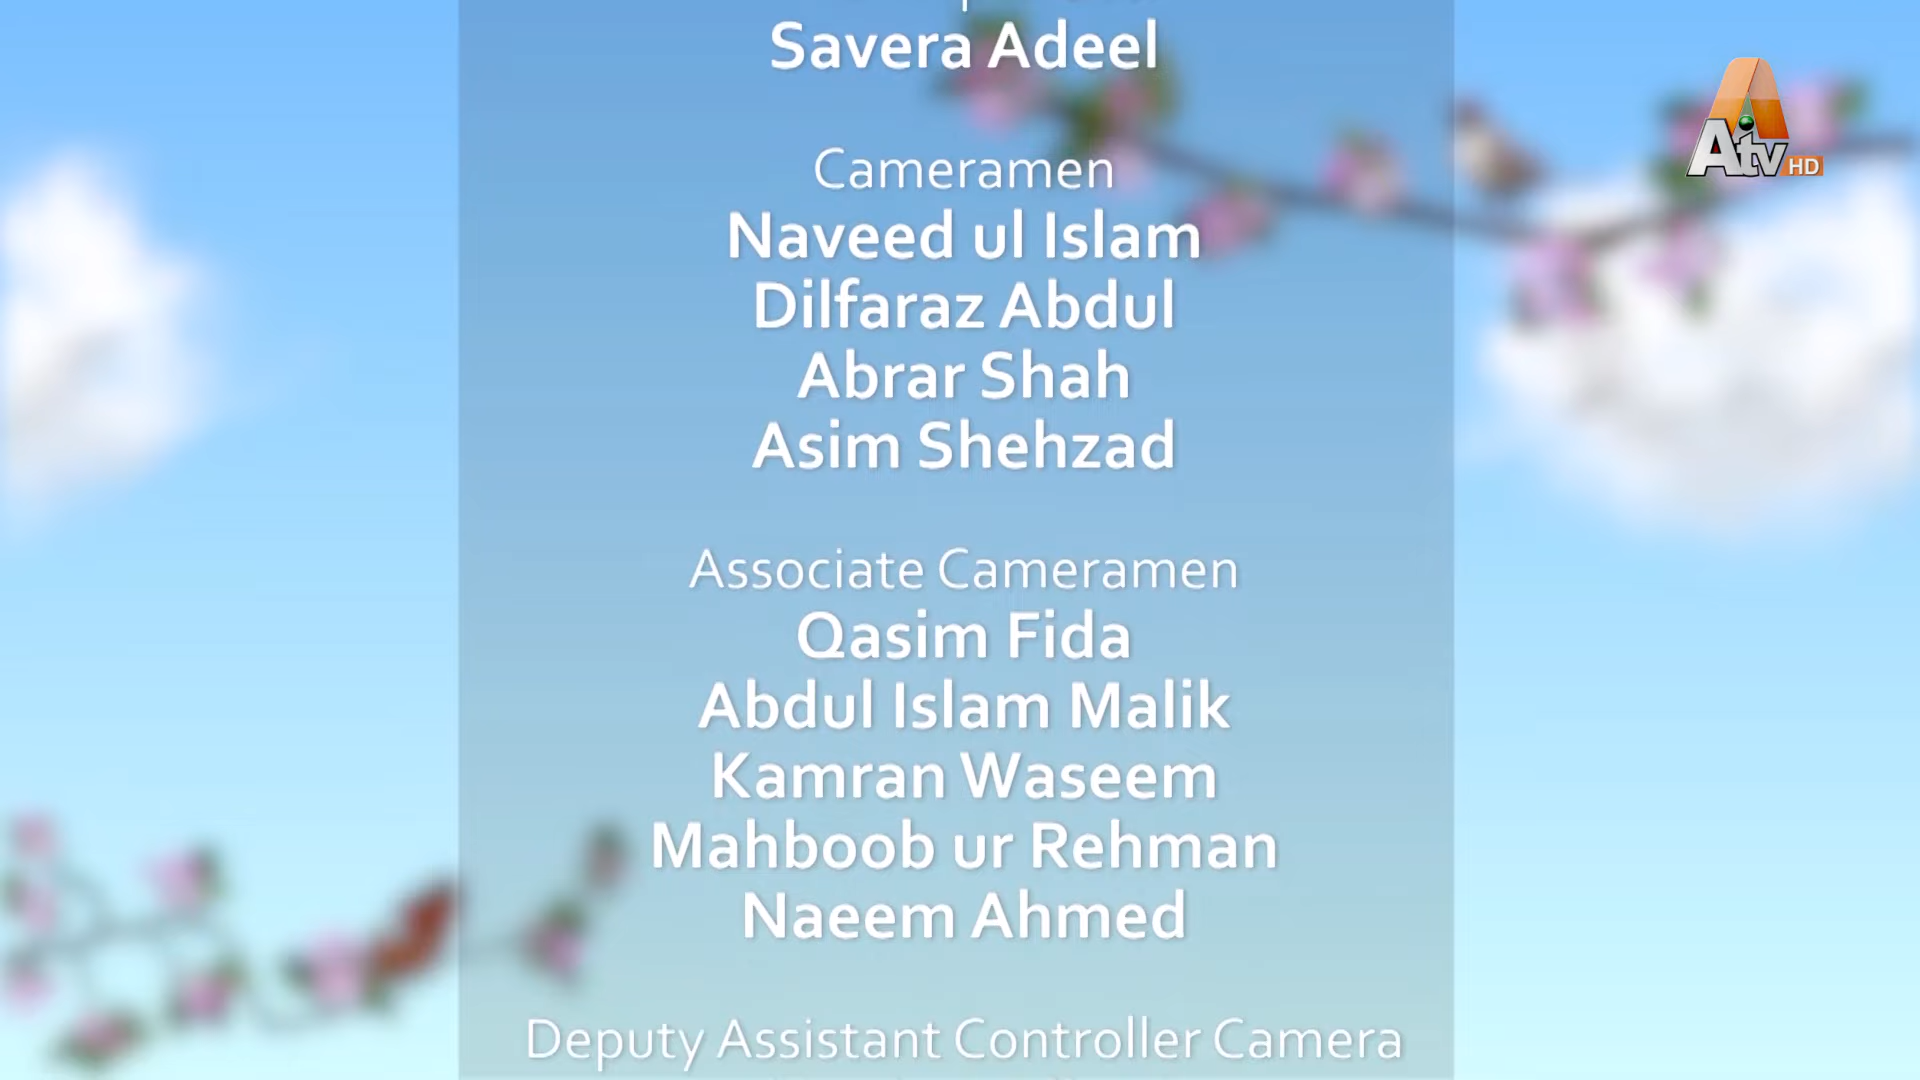 Savera Adeel
Cameramen
Naveed ul Islam
Dilfaraz Abdul
Abrar Shah
Asim Shehzad
Associate Cameramen
Qasim Fida
Abdul Islam Malik
Kamran Waseem
Mahboob ur Rehman
Naeem Ahmed
Deputy Assistant Controller Camera
Atv HD